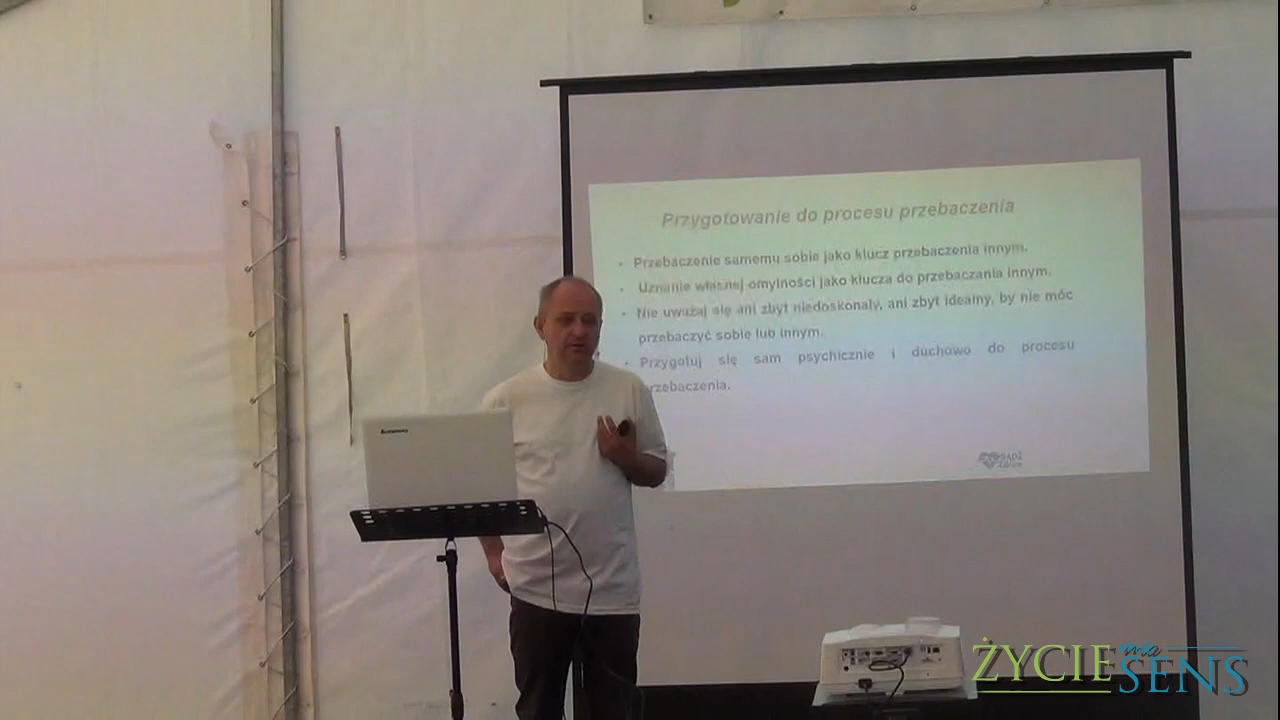 Przygotowanie do procesu przebaczenia
• Przebaczenie samemu sobie jako klucz przebaczenia innym.
• Uznanie własnej omylności jako klucza do przebaczania innym.
• Nie uważaj się ani zbyt niedoskonały, ani zbyt idealny, by nie móc
przebaczyć sobie lub innym.
• Przygotuj się sam psychicznie i duchowo do procesu
przebaczenia.
lenovo
ŻYCIE ma
SENS